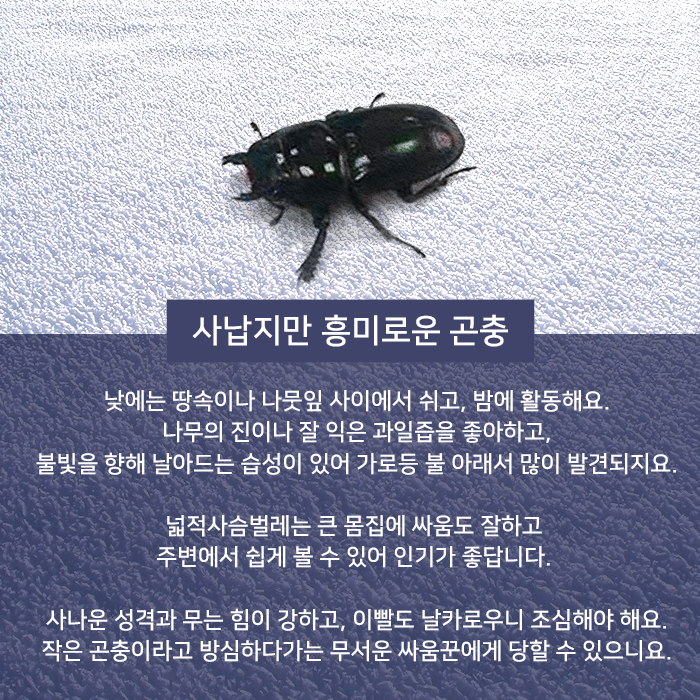 사납지만 흥미로운 곤충
낮에는 땅속이나 나뭇잎 사이에서 쉬고, 밤에 활동해요.
나무의 진이나 잘 익은 과일즙을 좋아하고,
불빛을 향해 날아드는 습성이 있어 가로등 불 아래서 많이 발견되지요.
넓적사슴벌레는 큰 몸집에 싸움도 잘하고
주변에서 쉽게 볼 수 있어 인기가 좋답니다.
사나운 성격과 무는 힘이 강하고, 이빨도 날카로우니 조심해야 해요.
작은 곤충이라고 방심하다가는 무서운 싸움꾼에게 당할 수 있으니요.